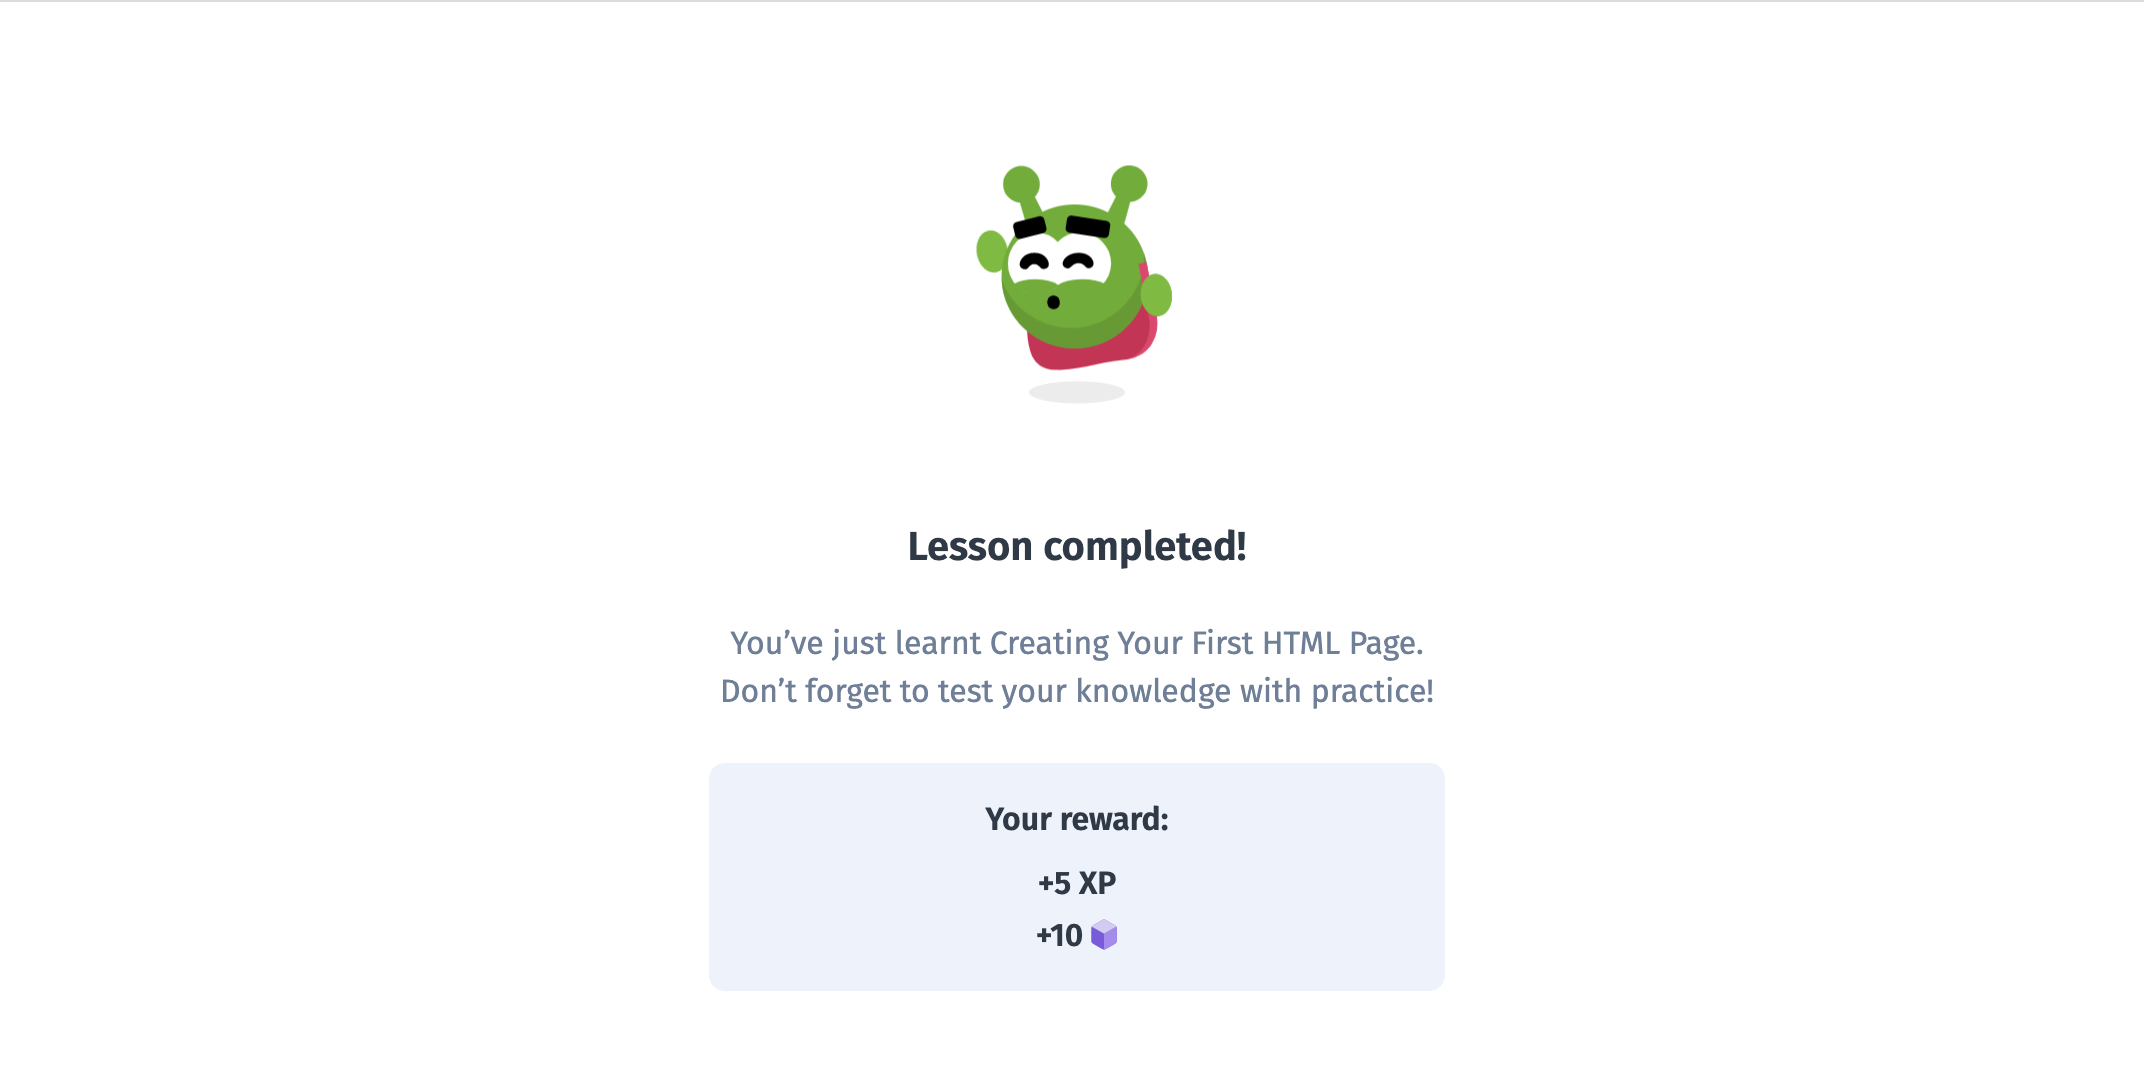 Lesson completed!
You’ve just learnt Creating Your First HTML Page.
Don’t forget to test your knowledge with practice!
Your reward:
+5 XP
+10